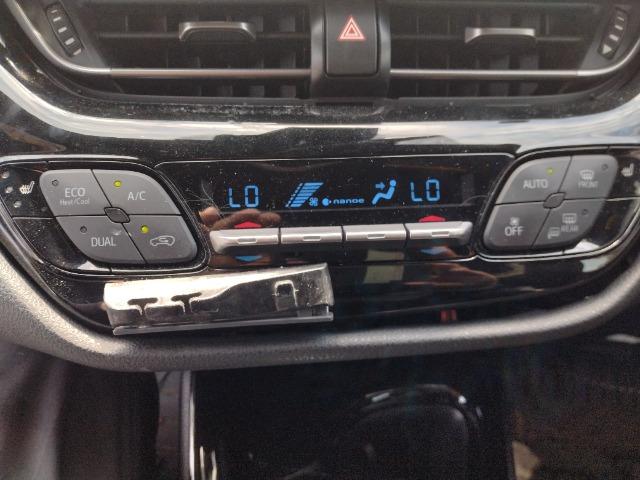 LO nanoe LO
ECO A/C AUTO FRONT
Heat/Cool
DUAL OFF REAR